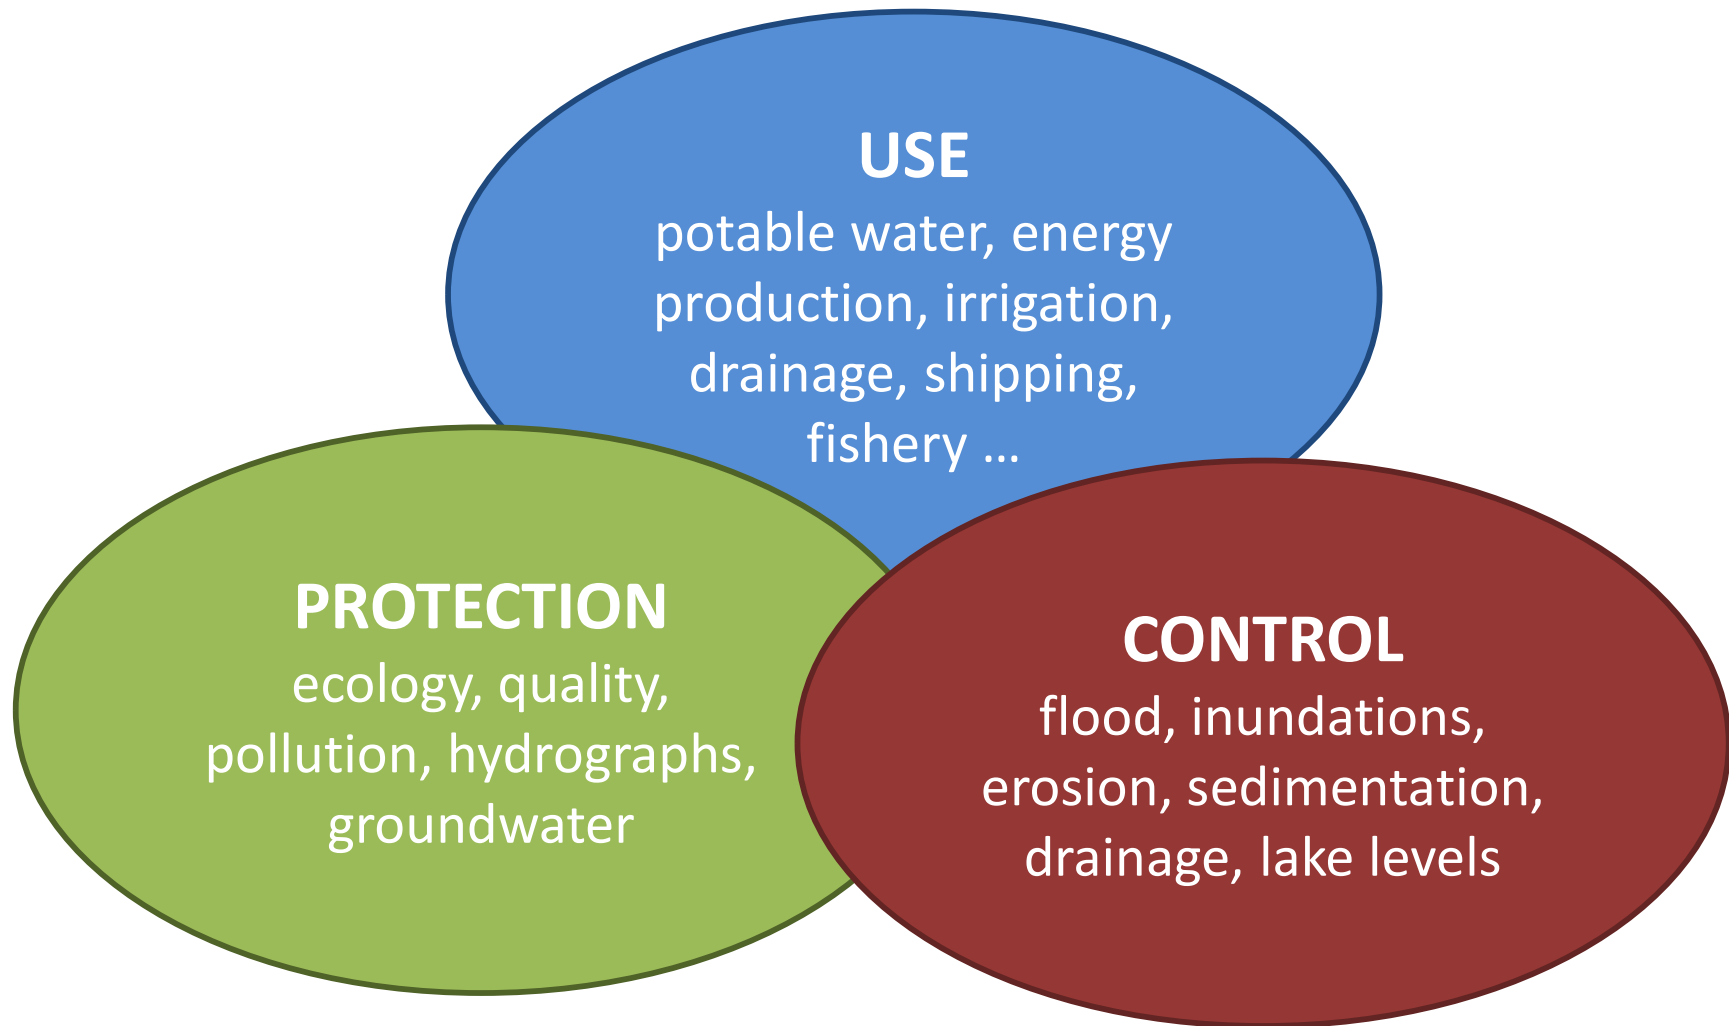 USE
potable water, energy
production, irrigation,
drainage, shipping,
fishery ...
PROTECTION
ecology, quality,
pollution, hydrographs,
groundwater
CONTROL
flood, inundations,
erosion, sedimentation,
drainage, lake levels